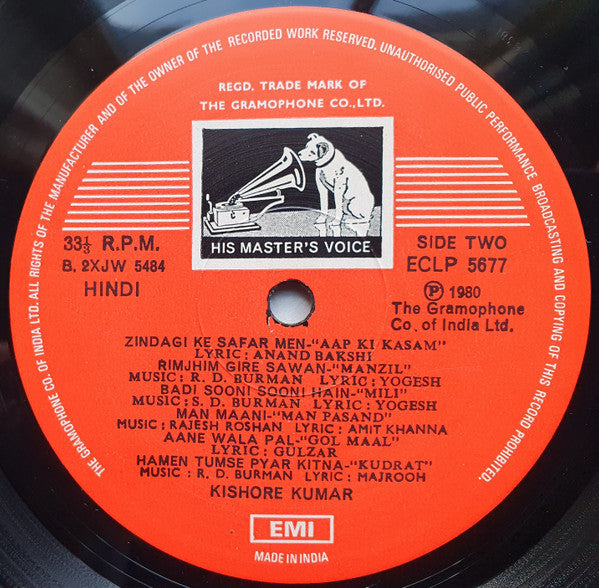 THE GRAMOPHONE CO. OF INDIA LTD. ALL RIGHTS OF THE MANUFACTURER AND OF THE OWNER OF THE RECORDED WORK RESERVED. UNAUTHORISED PUBLIC PERFORMANCE BROADCASTING AND COPYING OF THIS RECORD PROHIBITED.
REGD. TRADE MARK OF
THE GRAMOPHONE CO., LTD.
HIS MASTER'S VOICE
33⅓ R.P.M.
B. 2XJW 5484
HINDI
SIDE TWO
ECLP 5677
Ⓟ 1980
The Gramophone
Co. of India Ltd.
ZINDAGI KE SAFAR MEN-"AAP KI KASAM"
LYRIC: ANAND BAKSHI
RIMJHIM GIRE SAWAN-"MANZIL"
MUSIC: R. D. BURMAN LYRIC: YOGESH
BADI SOONI SOONI HAIN-"MILI"
MUSIC: S. D. BURMAN LYRIC: YOGESH
MAN MAANI-"MAN PASAND"
MUSIC: RAJESH ROSHAN LYRIC: AMIT KHANNA
AANE WALA PAL-"GOL MAAL"
LYRIC: GULZAR
HAMEN TUMSE PYAR KITNA-"KUDRAT"
MUSIC: R. D. BURMAN LYRIC: MAJROOH
KISHORE KUMAR
EMI
MADE IN INDIA